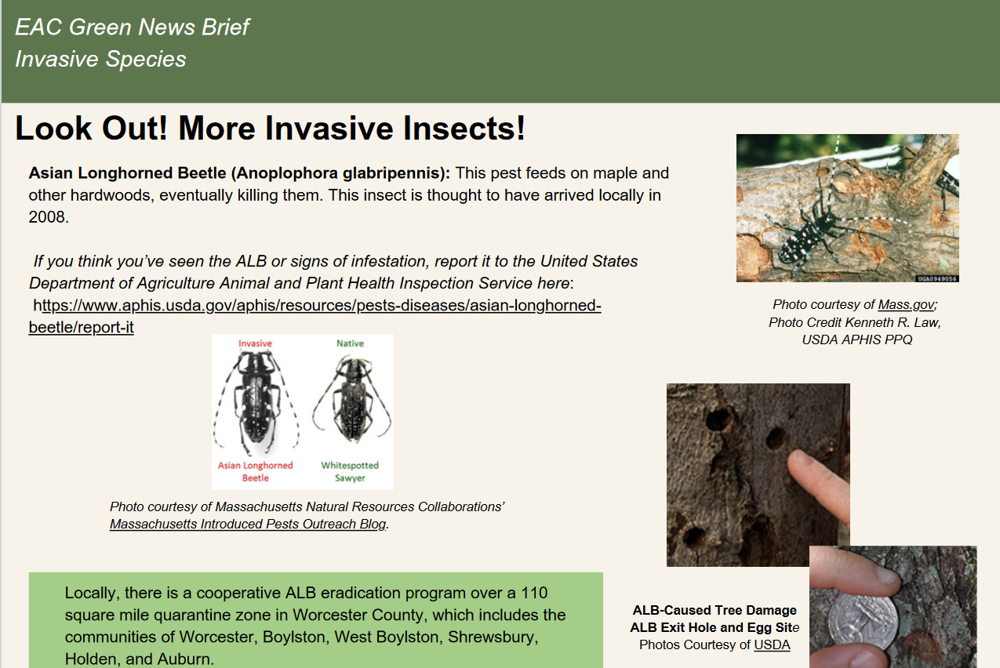 EAC Green News Brief
Invasive Species
Look Out! More Invasive Insects!
Asian Longhorned Beetle (Anoplophora glabripennis): This pest feeds on maple and
other hardwoods, eventually killing them. This insect is thought to have arrived locally in
2008.
If you think you’ve seen the ALB or signs of infestation, report it to the United States
Department of Agriculture Animal and Plant Health Inspection Service here:
https://www.aphis.usda.gov/aphis/resources/pests-diseases/asian-longhorned-
beetle/report-it
UGA0949056
Photo courtesy of Mass.gov;
Photo Credit Kenneth R. Law,
USDA APHIS PPQ
Invasive
Native
Asian Longhorned
Beetle
Whitespotted
Sawyer
Photo courtesy of Massachusetts Natural Resources Collaborations’
Massachusetts Introduced Pests Outreach Blog.
Locally, there is a cooperative ALB eradication program over a 110
square mile quarantine zone in Worcester County, which includes the
communities of Worcester, Boylston, West Boylston, Shrewsbury,
Holden, and Auburn.
ALB-Caused Tree Damage
ALB Exit Hole and Egg Site
Photos Courtesy of USDA